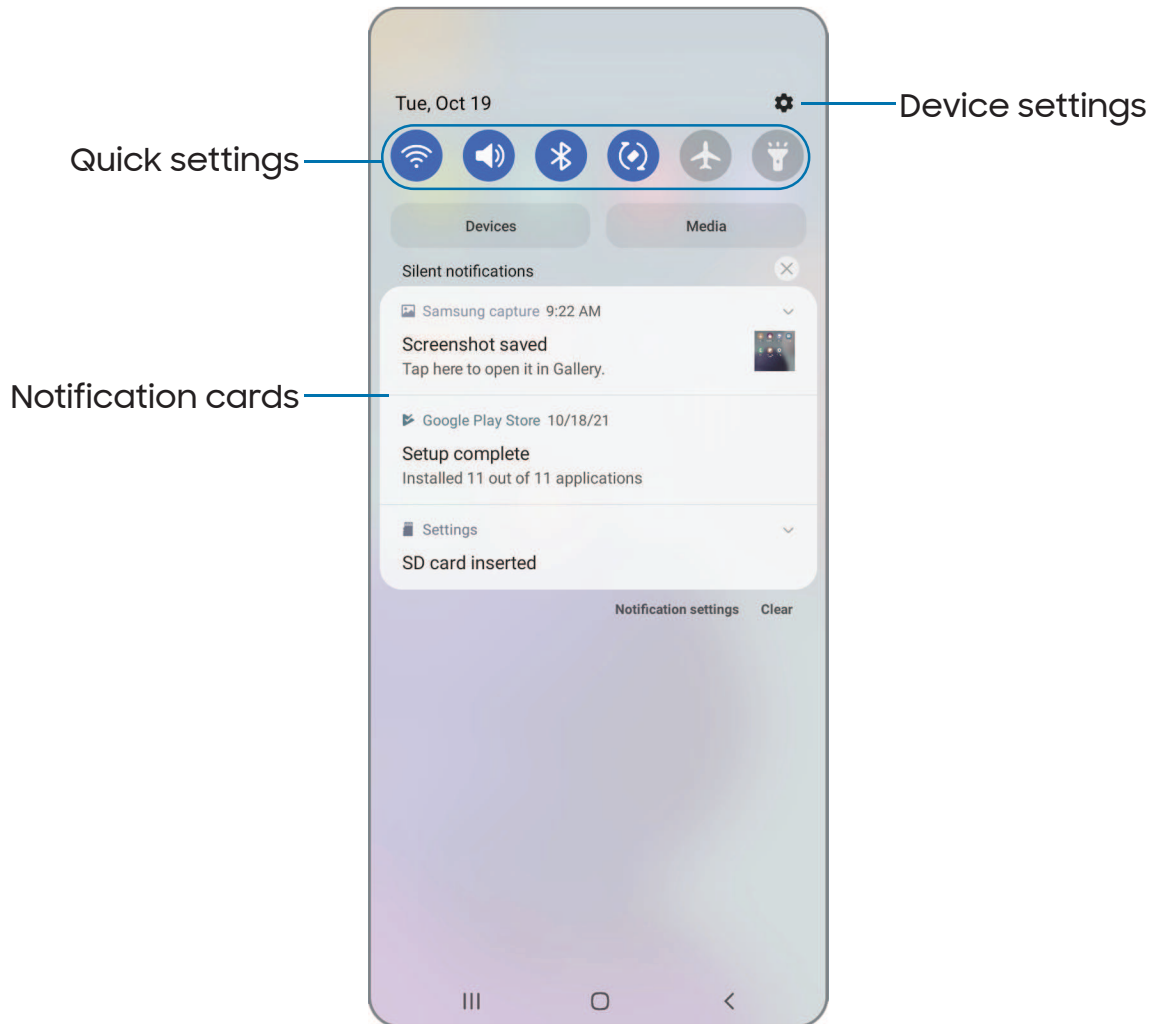 Tue, Oct 19
Device settings
Quick settings
Devices
Media
Silent notifications
Samsung capture 9:22 AM
Screenshot saved
Tap here to open it in Gallery.
Notification cards
Google Play Store 10/18/21
Setup complete
Installed 11 out of 11 applications
Settings
SD card inserted
Notification settings
Clear